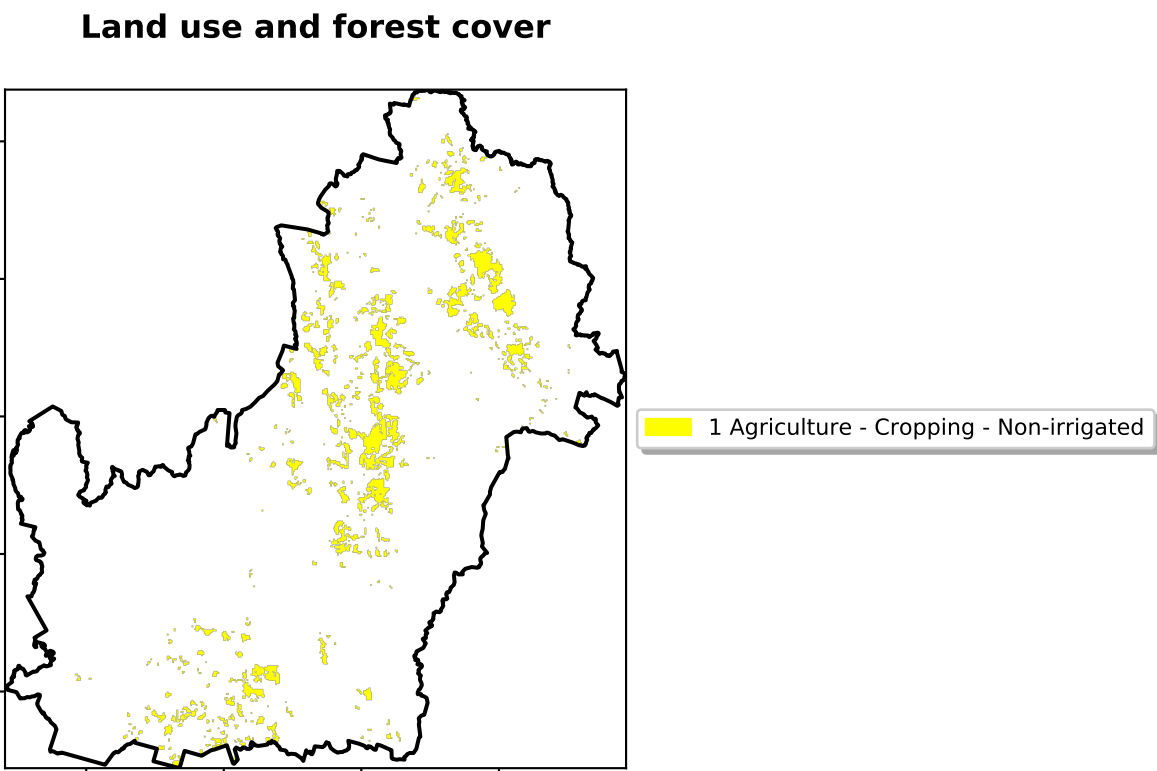 Land use and forest cover
1 Agriculture - Cropping - Non-irrigated